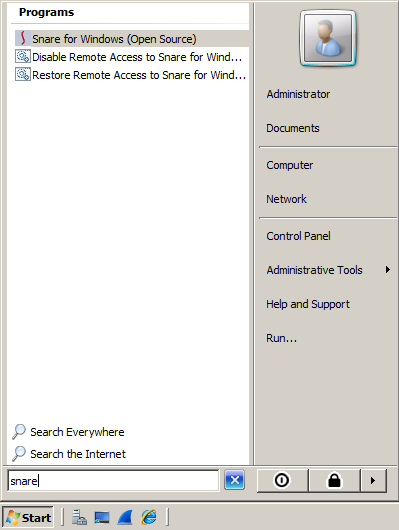 Programs
Snare for Windows (Open Source)
Disable Remote Access to Snare for Wind...
Restore Remote Access to Snare for Wind...
Administrator
Documents
Computer
Network
Control Panel
Administrative Tools
Help and Support
Run...
Search Everywhere
Search the Internet
snare
Start